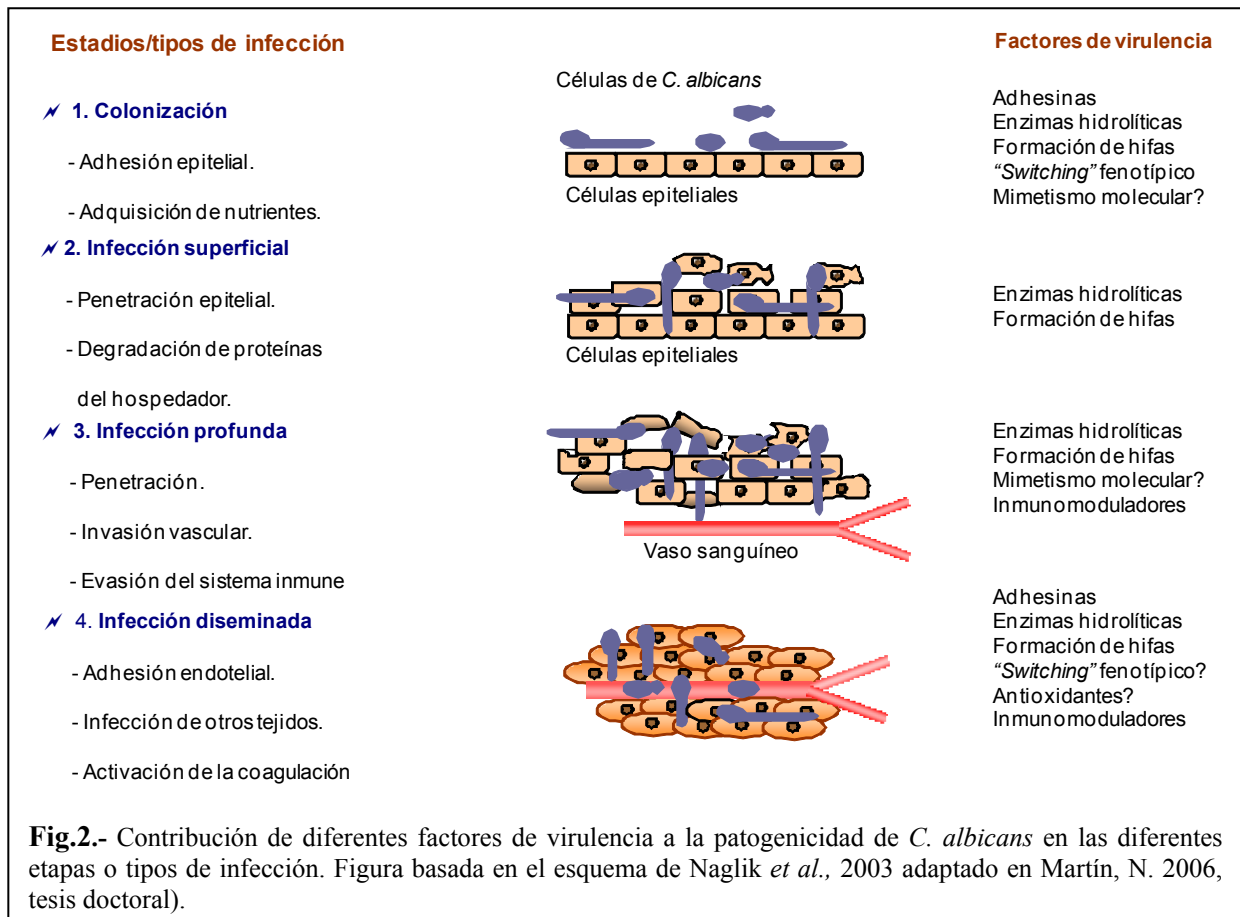 Estadios/tipos de infección
Factores de virulencia
Células de C. albicans
1. Colonización
- Adhesión epitelial.
- Adquisición de nutrientes.
Células epiteliales
Adhesinas
Enzimas hidrolíticas
Formación de hifas
“Switching” fenotípico
Mimetismo molecular?
2. Infección superficial
- Penetración epitelial.
- Degradación de proteínas
del hospedador.
Células epiteliales
Enzimas hidrolíticas
Formación de hifas
3. Infección profunda
- Penetración.
- Invasión vascular.
- Evasión del sistema inmune
Vaso sanguíneo
Enzimas hidrolíticas
Formación de hifas
Mimetismo molecular?
Inmunomoduladores
4. Infección diseminada
- Adhesión endotelial.
- Infección de otros tejidos.
- Activación de la coagulación
Adhesinas
Enzimas hidrolíticas
Formación de hifas
“Switching” fenotípico?
Antioxidantes?
Inmunomoduladores
Fig.2.- Contribución de diferentes factores de virulencia a la patogenicidad de C. albicans en las diferentes
etapas o tipos de infección. Figura basada en el esquema de Naglik et al., 2003 adaptado en Martín, N. 2006,
tesis doctoral).